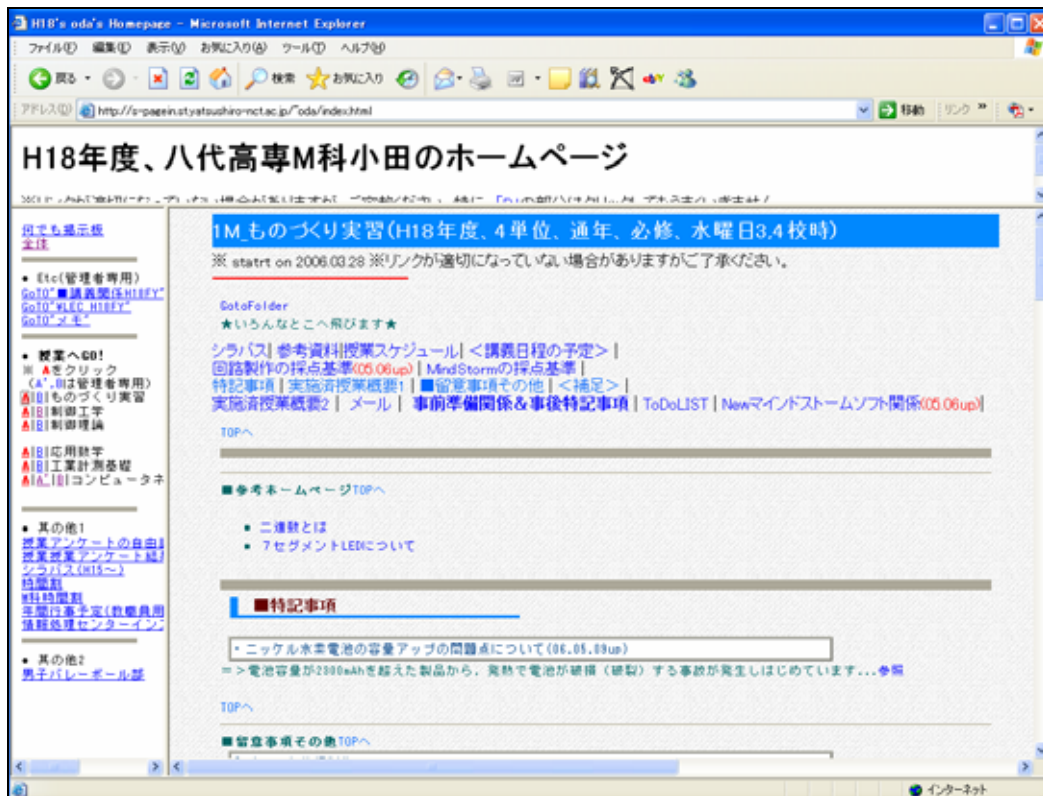 H18's oda's Homepage - Microsoft Internet Explorer
ファイル(F) 編集(E) 表示(V) お気に入り(A) ツール(T) ヘルプ(H)
戻る 検索 お気に入り
アドレス(D) http://s-page.in.st.yatsushiro-nct.ac.jp/~oda/index.html 移動 リンク
H18年度、八代高専M科小田のホームページ
何でも掲示板
全体
• Etc(管理者専用)
GoTO"■講義関係H18FY"
GoTO"¥LEC_H18FY"
GoTO"メモ"
• 授業へGO!
※ Aをクリック
(A',Bは管理者専用)
A|B|ものづくり実習
A|B|制御工学
A|B|制御理論
A|B|応用数学
A|B|工業計測基礎
A|A'|B|コンピュータネ
• 其の他1
授業アンケートの自由
授業授業アンケート結
シラバス(H15~)
時間割
M科時間割
年間行事予定(教職員用
情報処理センターイン
• 其の他2
男子バレーボール部
1M_ものづくり実習(H18年度、4単位、通年、必修、水曜日3,4校時)
※ statrt on 2006.03.28 ※リンクが適切になっていない場合がありますがご了承ください。
GotoFolder
★いろんなとこへ飛びます★
シラバス| 参考資料|授業スケジュール| <講義日程の予定> |
回路製作の採点基準(05.06up) | MindStormの採点基準 |
特記事項 | 実施済授業概要1 | ■留意事項その他 | <補足> |
実施済授業概要2 | メール | 事前準備関係&事後特記事項 | ToDoLIST | Newマインドストームソフト関係(05.06up)|
TOPへ
■参考ホームページTOPへ
• 二進数とは
• 7セグメントLEDについて
■特記事項
・ニッケル水素電池の容量アップの問題点について(06.05.09up)
=>電池容量が2300mAhを超えた製品から、発熱で電池が破損(破裂)する事故が発生しはじめています...参照
TOPへ
■留意事項その他TOPへ
インターネット